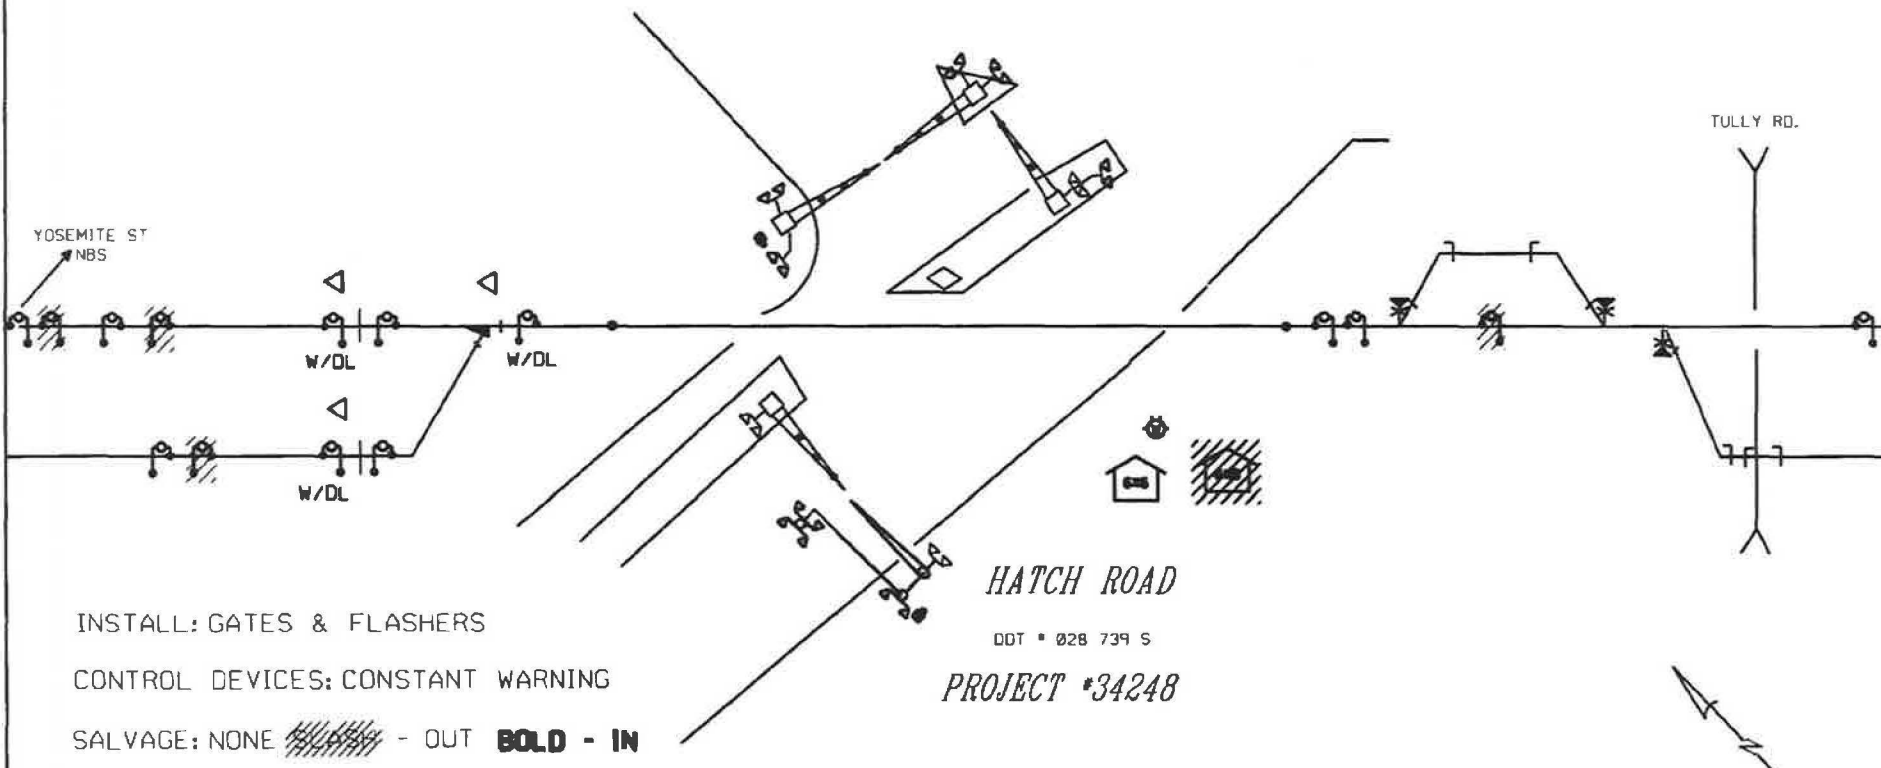 TULLY RD.
YOSEMITE ST
NBS
W/DL
W/DL
W/DL
6x6
HATCH ROAD
DOT # 028 739 S
PROJECT #34248
INSTALL: GATES & FLASHERS
CONTROL DEVICES: CONSTANT WARNING
SALVAGE: NONE SLASH - OUT BOLD - IN